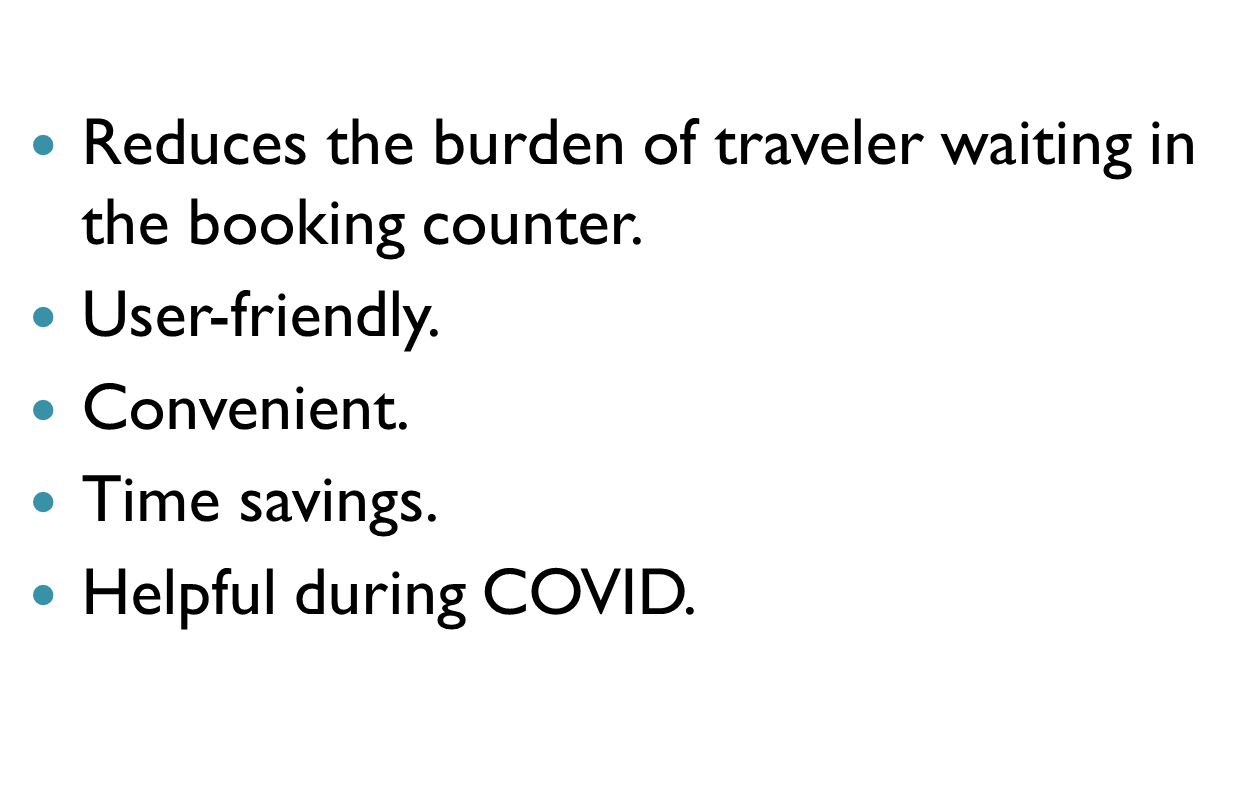 • Reduces the burden of traveler waiting in
the booking counter.
• User-friendly.
• Convenient.
• Time savings.
• Helpful during COVID.